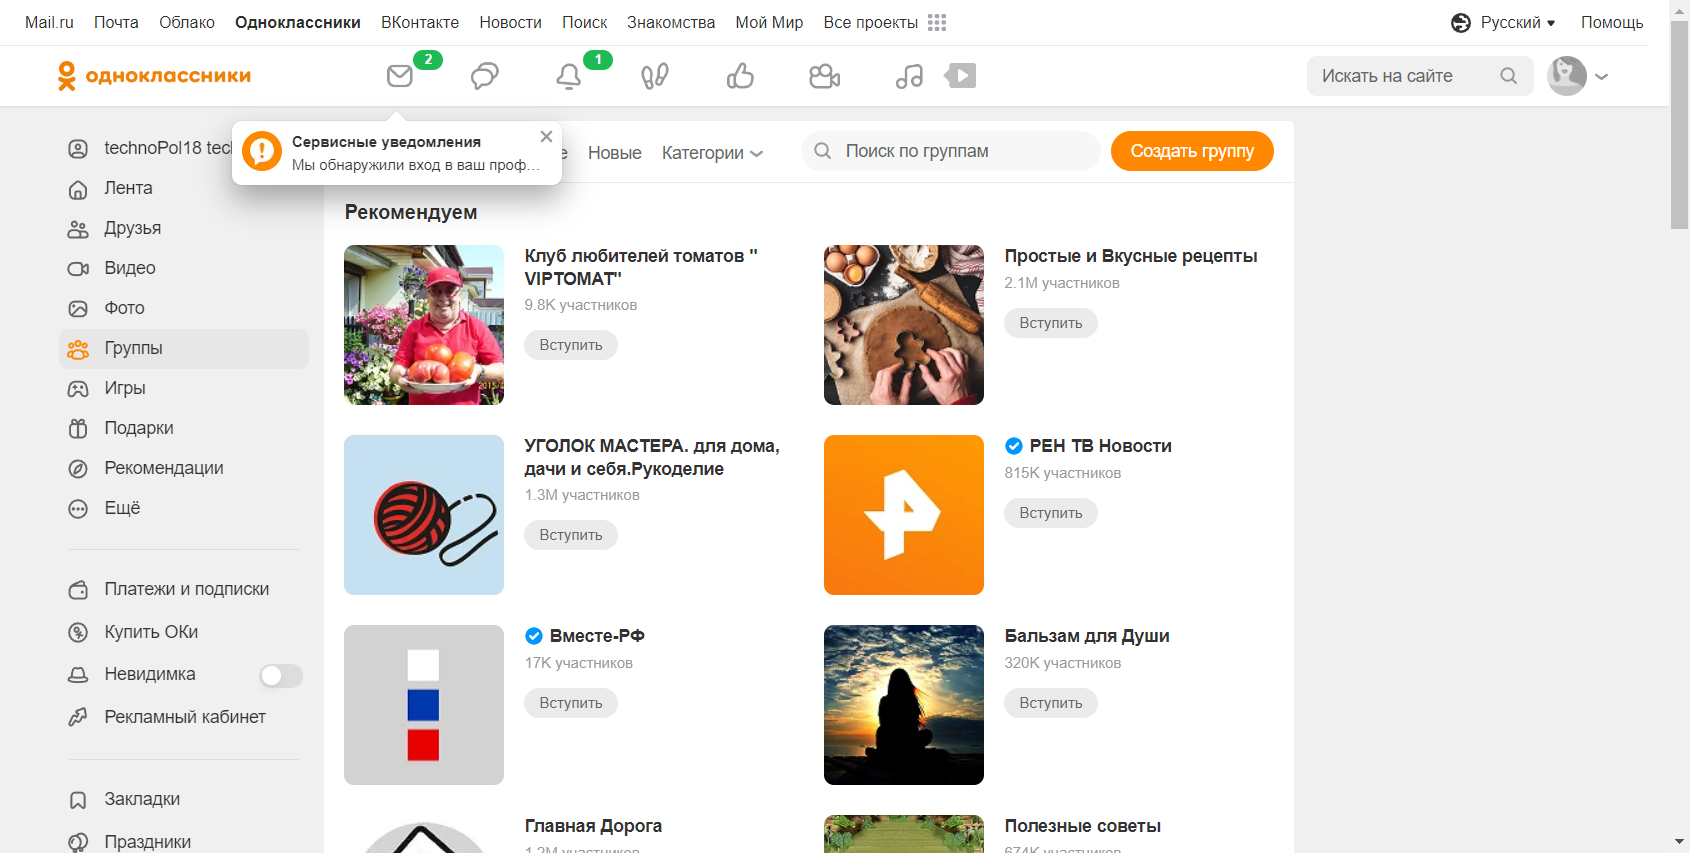 Mail.ru Почта Облако Одноклассники ВКонтакте Новости Поиск Знакомства Мой Мир Все проекты Русский Помощь
одноклассники 2 1 Искать на сайте
Сервисные уведомления
Мы обнаружили вход в ваш проф...
Новые Категории Поиск по группам Создать группу
technoPol18
Лента
Друзья
Видео
Фото
Группы
Игры
Подарки
Рекомендации
Ещё
Платежи и подписки
Купить ОКи
Невидимка
Рекламный кабинет
Закладки
Праздники
Рекомендуем
Клуб любителей томатов "
VIPTOMAT"
9.8K участников
Вступить
Простые и Вкусные рецепты
2.1M участников
Вступить
УГОЛОК МАСТЕРА. для дома,
дачи и себя.Рукоделие
1.3M участников
Вступить
РЕН ТВ Новости
815K участников
Вступить
Вместе-РФ
17K участников
Вступить
Бальзам для Души
320K участников
Вступить
Главная Дорога
1.2M участников
Полезные советы
674K участников